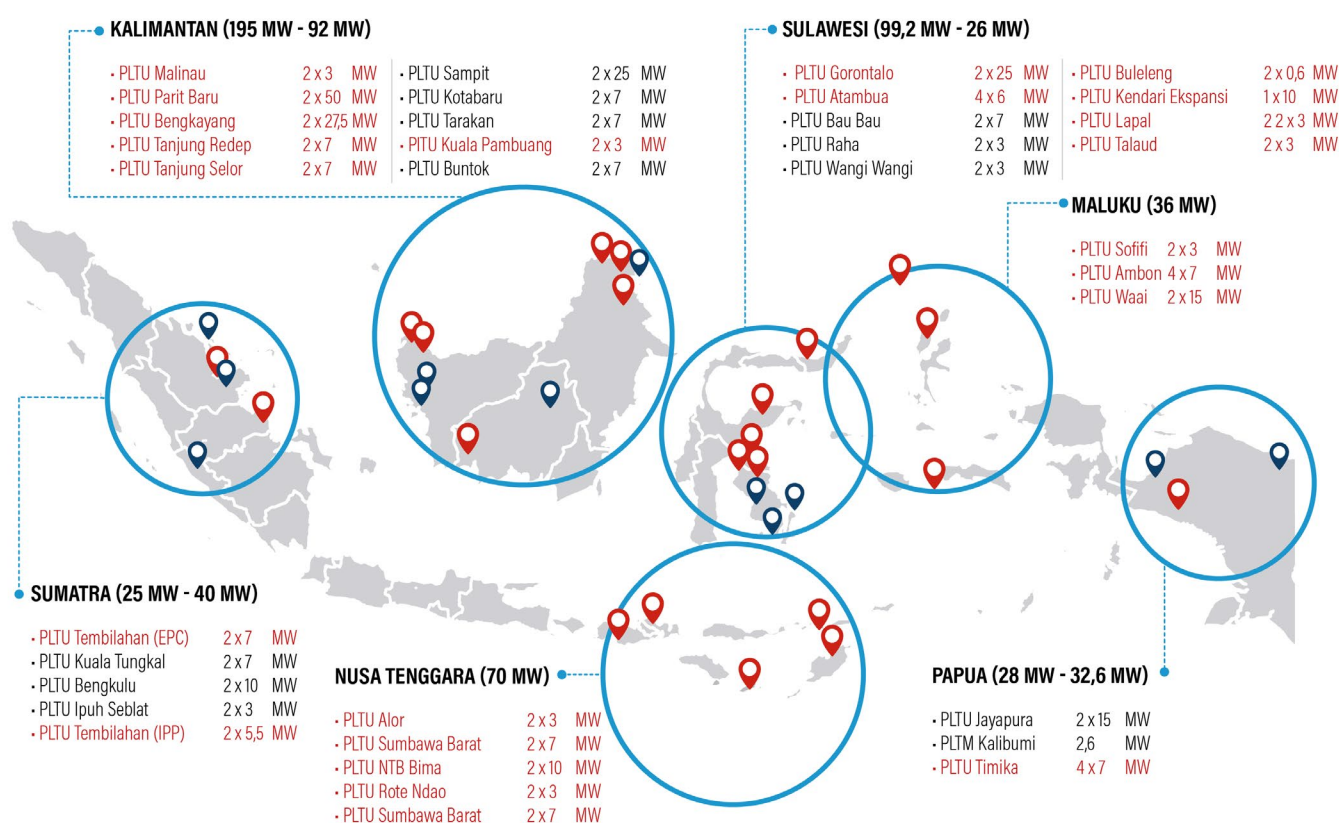 KALIMANTAN (195 MW - 92 MW)
• PLTU Malinau 2 x 3 MW
• PLTU Parit Baru 2 x 50 MW
• PLTU Bengkayang 2 x 27,5 MW
• PLTU Tanjung Redep 2 x 7 MW
• PLTU Tanjung Selor 2 x 7 MW
• PLTU Sampit 2 x 25 MW
• PLTU Kotabaru 2 x 7 MW
• PLTU Tarakan 2 x 7 MW
• PlTU Kuala Pambuang 2 x 3 MW
• PLTU Buntok 2 x 7 MW
SULAWESI (99,2 MW - 26 MW)
• PLTU Gorontalo 2 x 25 MW
• PLTU Atambua 4 x 6 MW
• PLTU Bau Bau 2 x 7 MW
• PLTU Raha 2 x 3 MW
• PLTU Wangi Wangi 2 x 3 MW
• PLTU Buleleng 2 x 0,6 MW
• PLTU Kendari Ekspansi 1 x 10 MW
• PLTU Lapal 2 2 x 3 MW
• PLTU Talaud 2 x 3 MW
MALUKU (36 MW)
• PLTU Sofifi 2 x 3 MW
• PLTU Ambon 4 x 7 MW
• PLTU Waai 2 x 15 MW
SUMATRA (25 MW - 40 MW)
• PLTU Tembilahan (EPC) 2 x 7 MW
• PLTU Kuala Tungkal 2 x 7 MW
• PLTU Bengkulu 2 x 10 MW
• PLTU Ipuh Seblat 2 x 3 MW
• PLTU Tembilahan (IPP) 2 x 5,5 MW
NUSA TENGGARA (70 MW)
• PLTU Alor 2 x 3 MW
• PLTU Sumbawa Barat 2 x 7 MW
• PLTU NTB Bima 2 x 10 MW
• PLTU Rote Ndao 2 x 3 MW
• PLTU Sumbawa Barat 2 x 7 MW
PAPUA (28 MW - 32,6 MW)
• PLTU Jayapura 2 x 15 MW
• PLTM Kalibumi 2,6 MW
• PLTU Timika 4 x 7 MW